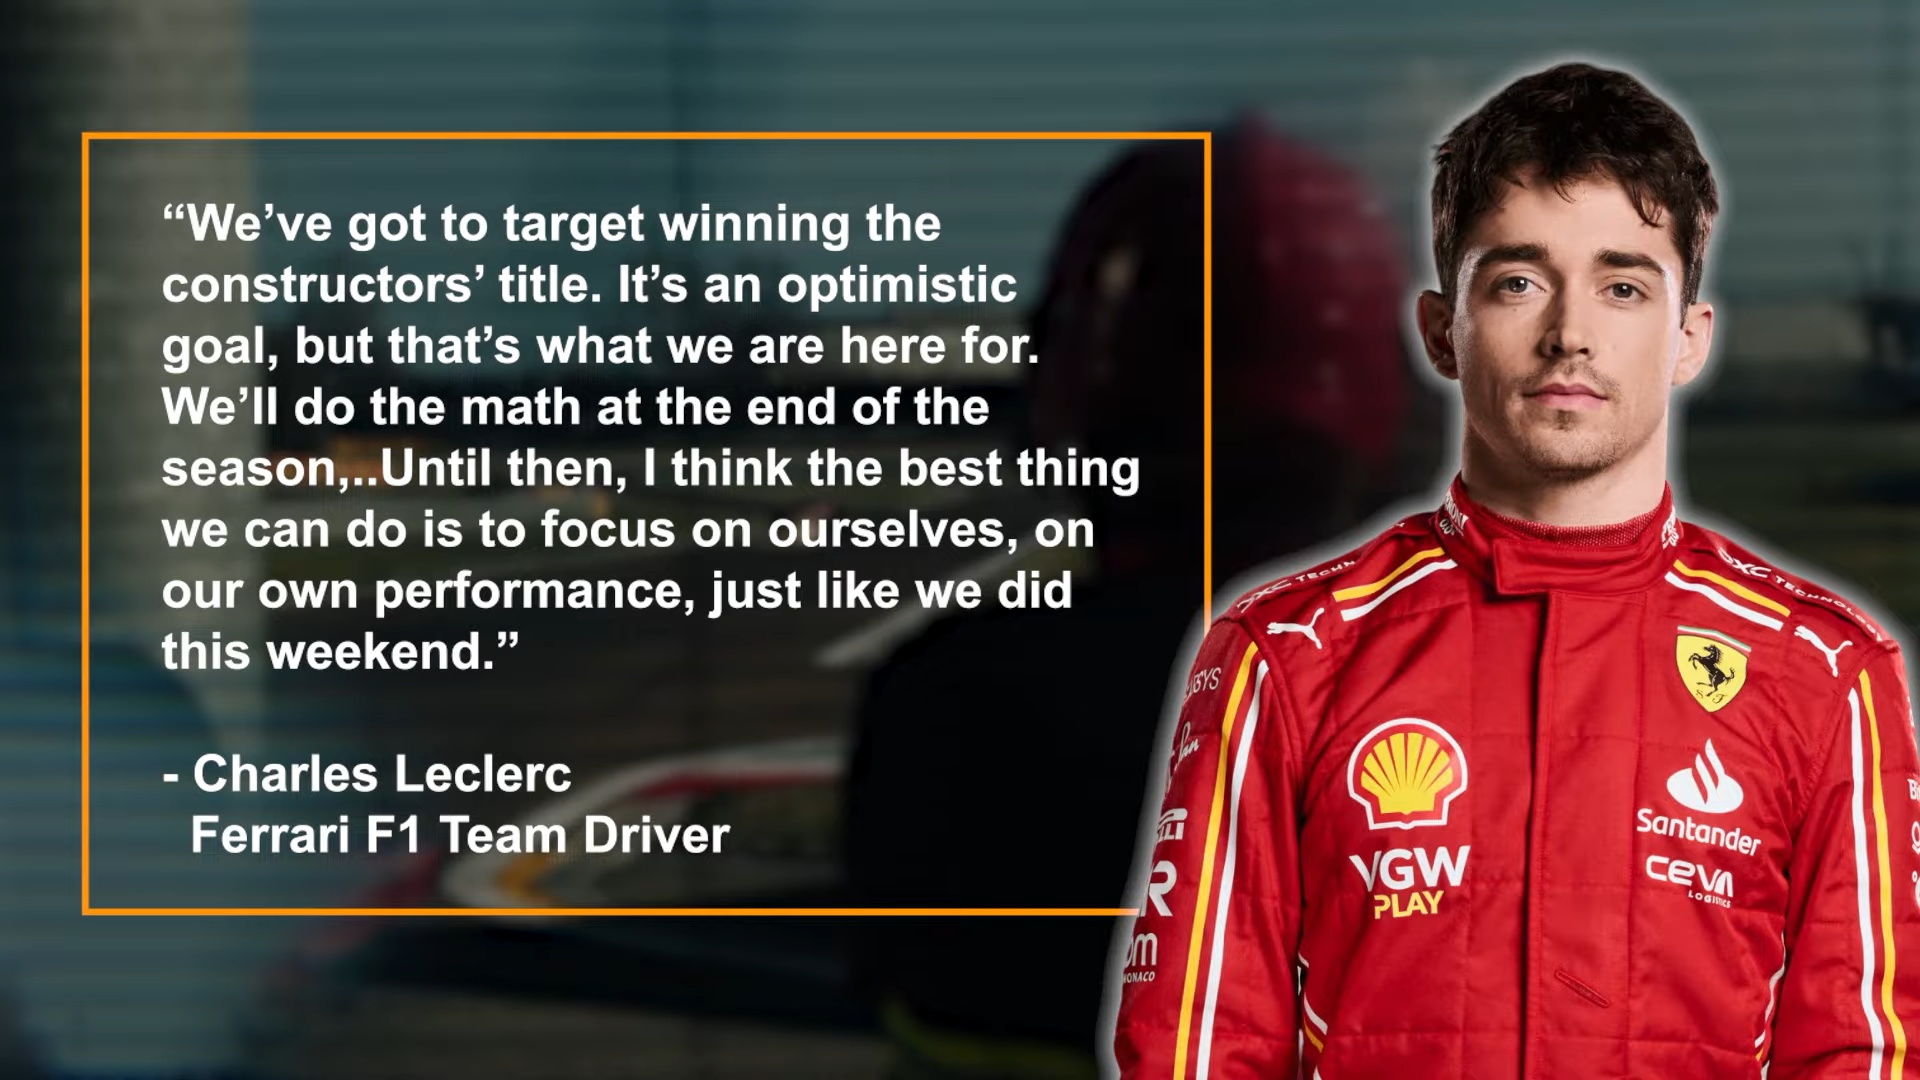 “We’ve got to target winning the
constructors’ title. It’s an optimistic
goal, but that’s what we are here for.
We’ll do the math at the end of the
season,..Until then, I think the best thing
we can do is to focus on ourselves, on
our own performance, just like we did
this weekend.”
- Charles Leclerc
Ferrari F1 Team Driver
DXC TECHNOLOGY
S F
VGW
PLAY
Santander
CEVA
LOGISTICS